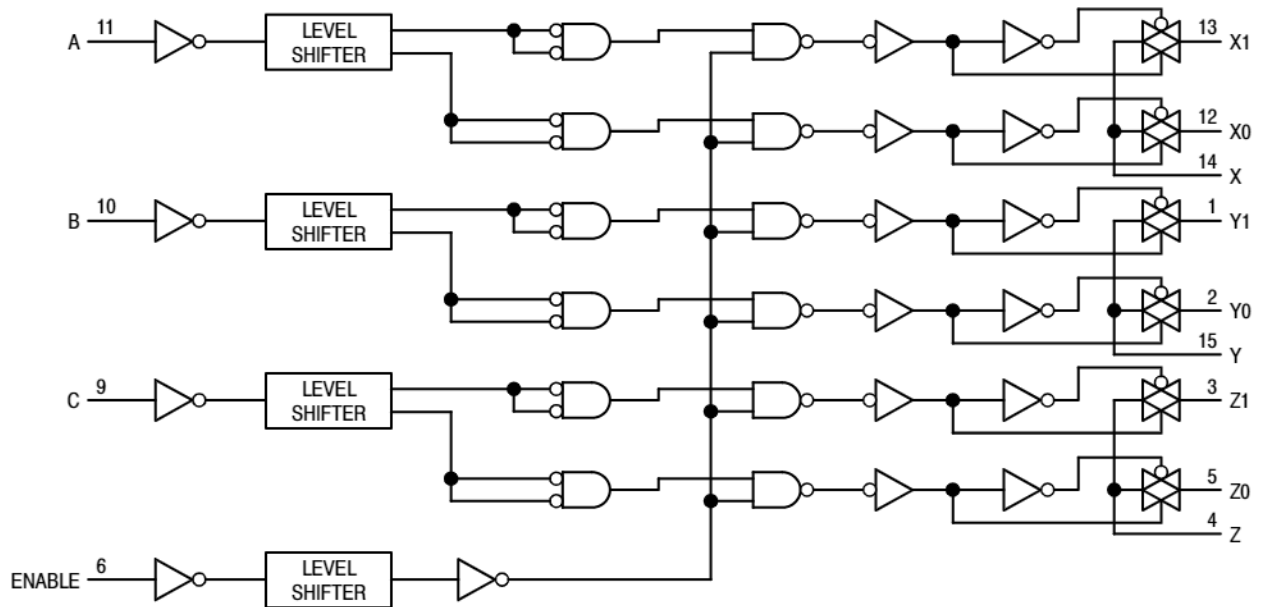 A 11 LEVEL SHIFTER 13 X1
12 X0
14 X
B 10 LEVEL SHIFTER 1 Y1
2 Y0
15 Y
C 9 LEVEL SHIFTER 3 Z1
5 Z0
4 Z
ENABLE 6 LEVEL SHIFTER